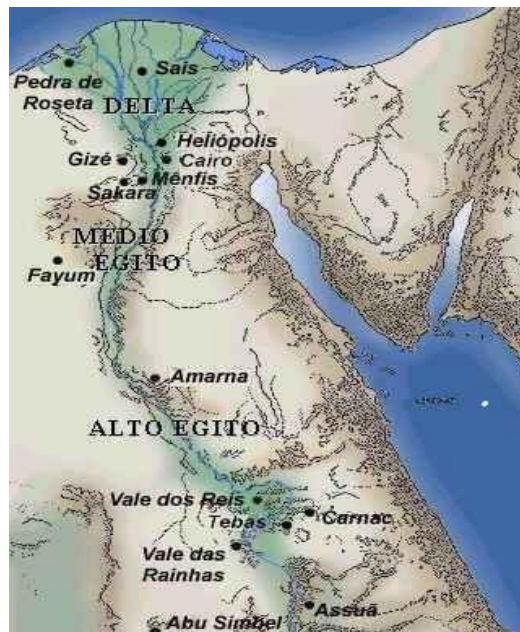 Pedra de
Roseta
Sais
DELTA
Heliópolis
Gizé
Cairo
Mênfis
Sakara
MÉDIO
EGITO
Fayum
Amarna
ALTO EGITO
Vale dos Reis
Tebas
Carnac
Vale das
Rainhas
Assuã
Abu Simbel